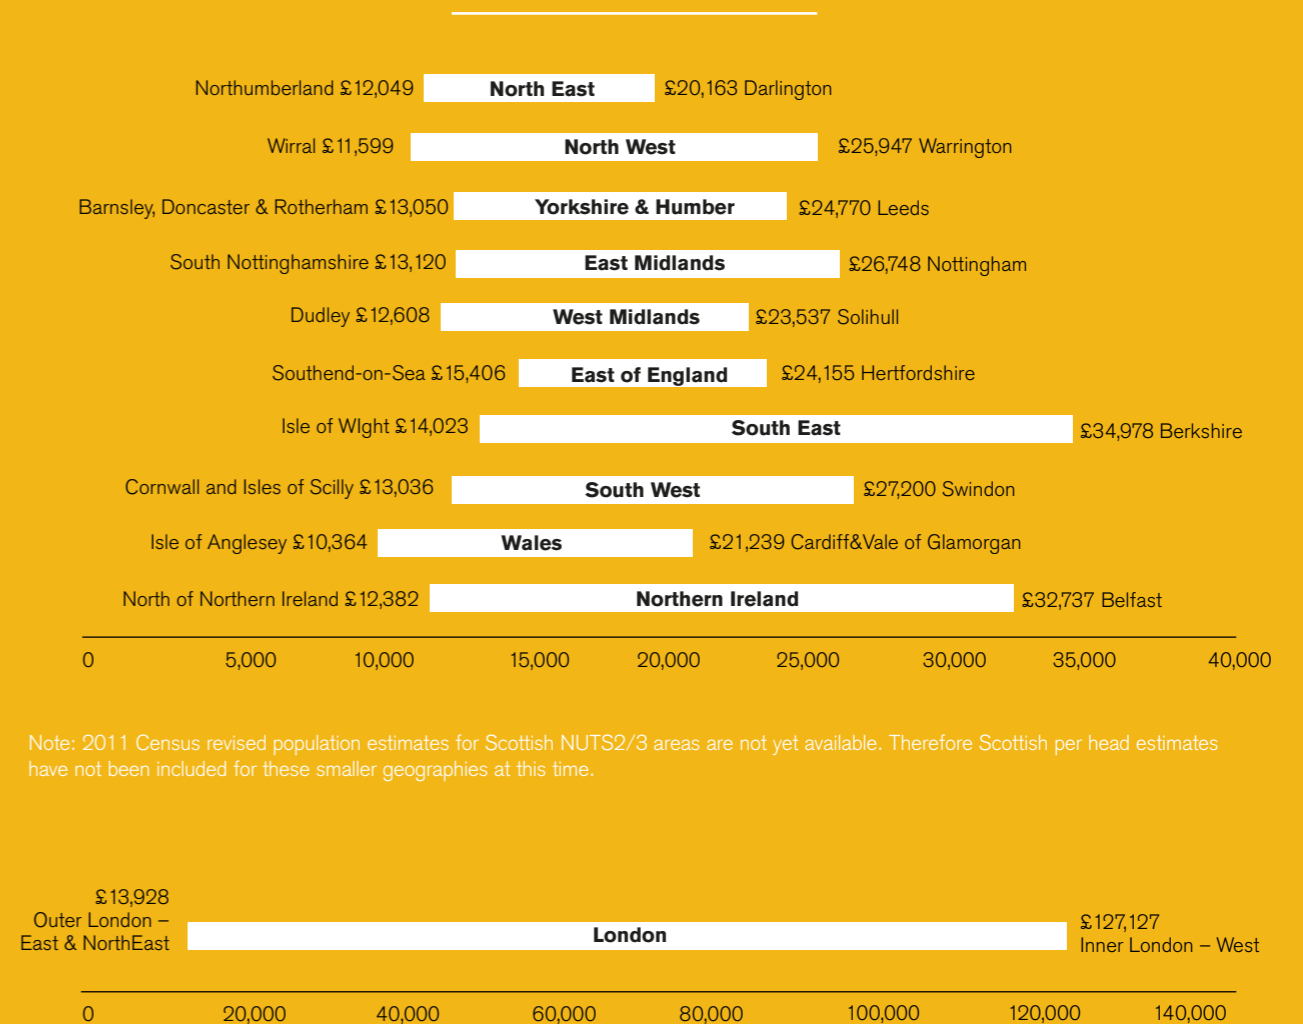 Northumberland £12,049 North East £20,163 Darlington
Wirral £11,599 North West £25,947 Warrington
Barnsley, Doncaster & Rotherham £13,050 Yorkshire & Humber £24,770 Leeds
South Nottinghamshire £13,120 East Midlands £26,748 Nottingham
Dudley £12,608 West Midlands £23,537 Solihull
Southend-on-Sea £15,406 East of England £24,155 Hertfordshire
Isle of WIght £14,023 South East £34,978 Berkshire
Cornwall and Isles of Scilly £13,036 South West £27,200 Swindon
Isle of Anglesey £10,364 Wales £21,239 Cardiff&Vale of Glamorgan
North of Northern Ireland £12,382 Northern Ireland £32,737 Belfast
0 5,000 10,000 15,000 20,000 25,000 30,000 35,000 40,000
Note: 2011 Census revised population estimates for Scottish NUTS2/3 areas are not yet available. Therefore Scottish per head estimates
have not been included for these smaller geographies at this time.
£13,928
Outer London –
East & NorthEast
London
£127,127
Inner London – West
0 20,000 40,000 60,000 80,000 100,000 120,000 140,000